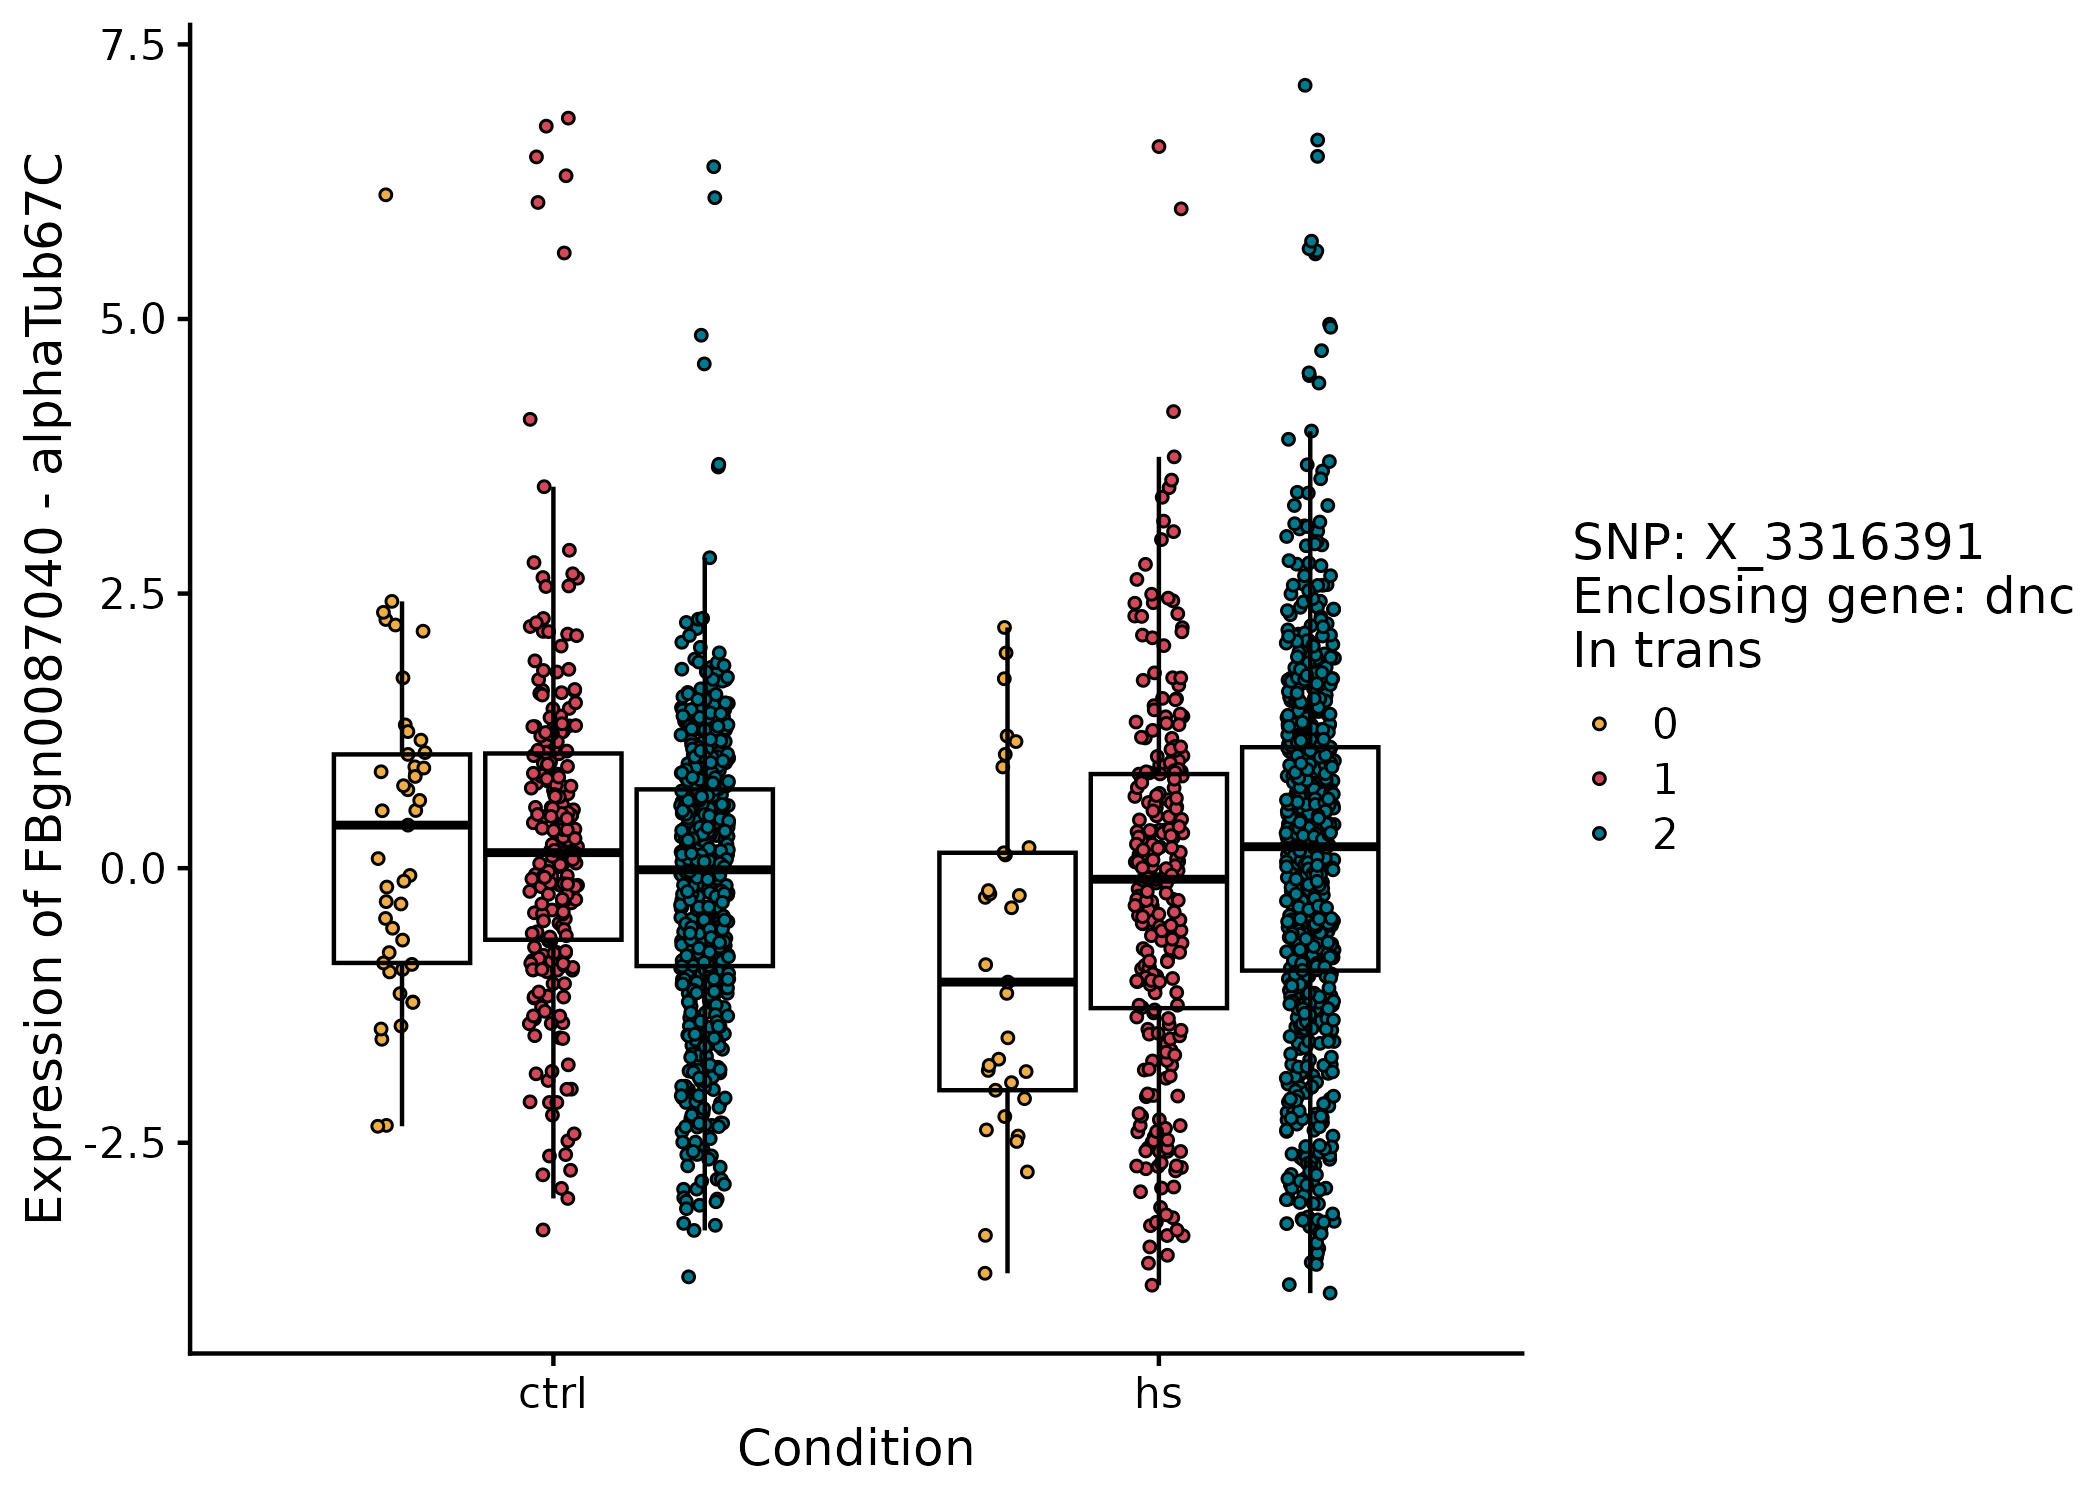 7.5
5.0
2.5
0.0
-2.5
Expression of FBgn0087040 - alphaTub67C
ctrl
hs
Condition
SNP: X_3316391
Enclosing gene: dnc
In trans
0
1
2